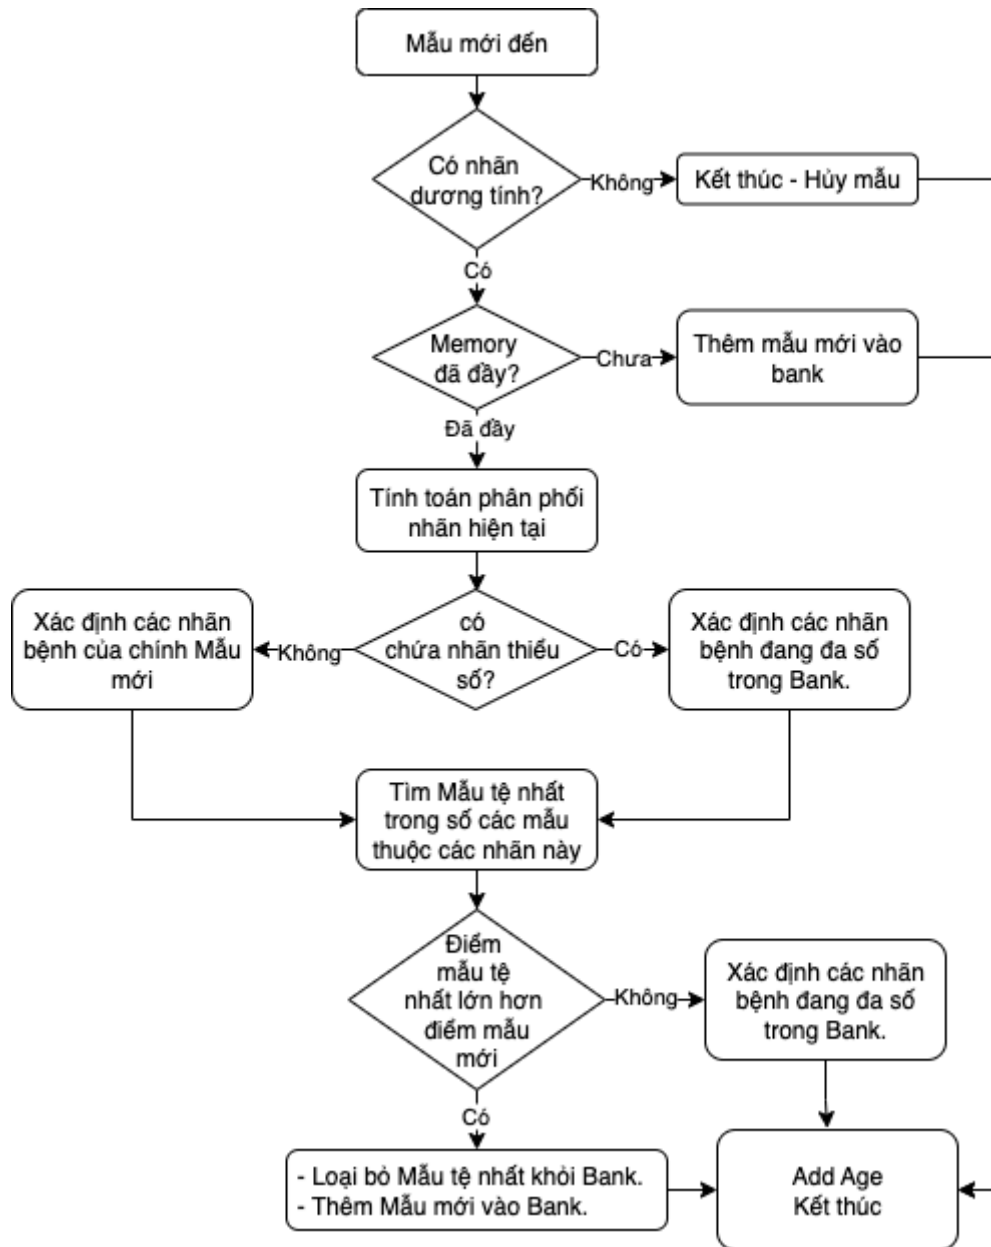 Mẫu mới đến
Có nhãn
dương tính?
Không
Kết thúc - Hủy mẫu
Có
Memory
đã đầy?
Chưa
Thêm mẫu mới vào
bank
Đã đầy
Tính toán phân phối
nhãn hiện tại
Xác định các nhãn
bệnh của chính Mẫu
mới
Không
có
chứa nhãn thiểu
số?
Có
Xác định các nhãn
bệnh đang đa số
trong Bank.
Tìm Mẫu tệ nhất
trong số các mẫu
thuộc các nhãn này
Điểm
mẫu tệ
nhất lớn hơn
điểm mẫu
mới
Không
Xác định các nhãn
bệnh đang đa số
trong Bank.
Có
- Loại bỏ Mẫu tệ nhất khỏi Bank.
- Thêm Mẫu mới vào Bank.
Add Age
Kết thúc